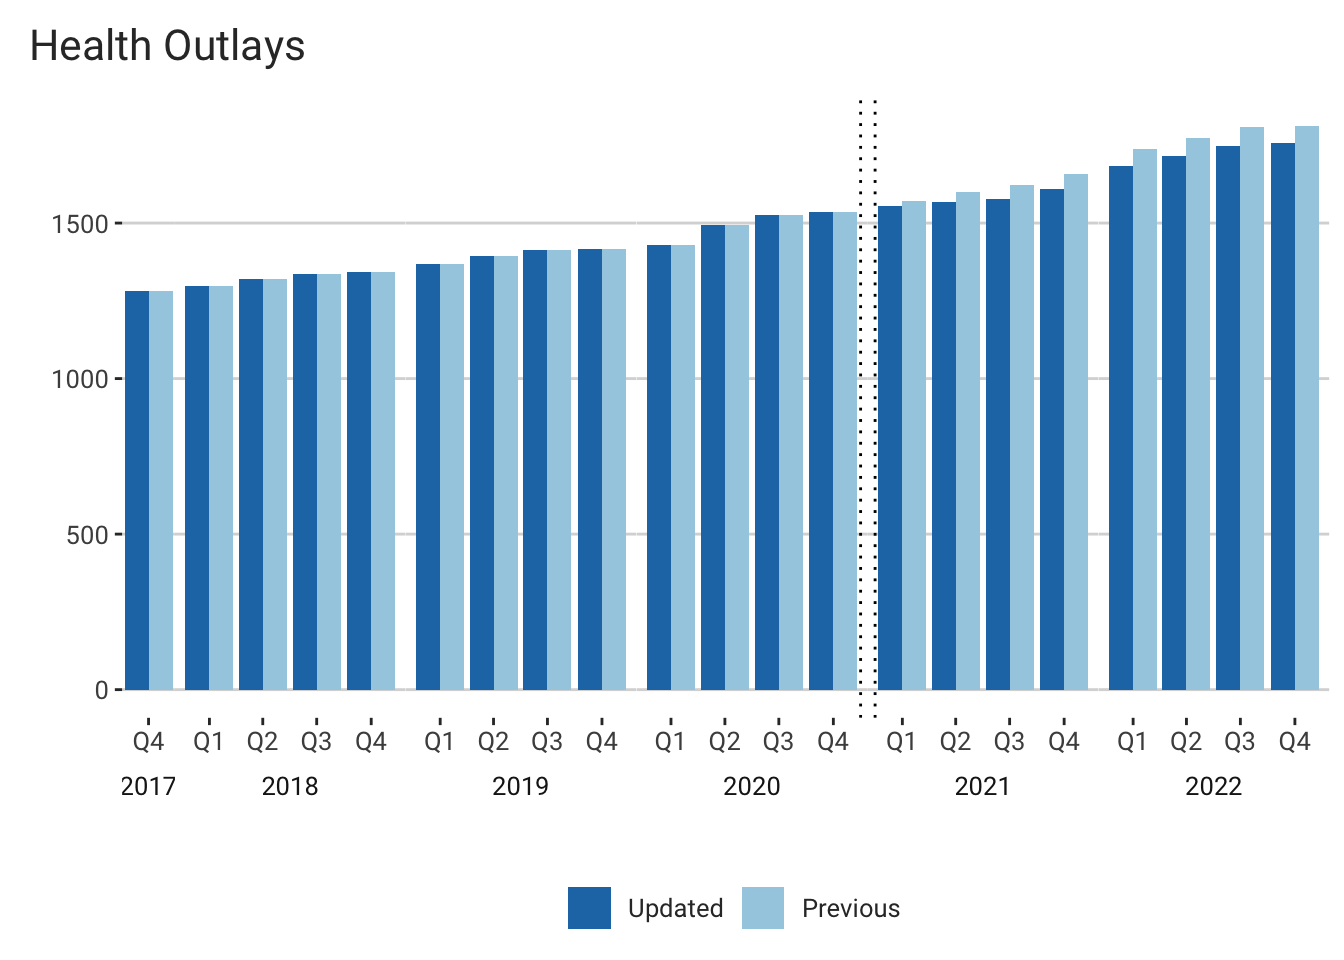 Health Outlays
1500
1000
500
0
Q4 Q1 Q2 Q3 Q4 Q1 Q2 Q3 Q4 Q1 Q2 Q3 Q4 Q1 Q2 Q3 Q4 Q1 Q2 Q3 Q4
2017 2018 2019 2020 2021 2022
Updated Previous